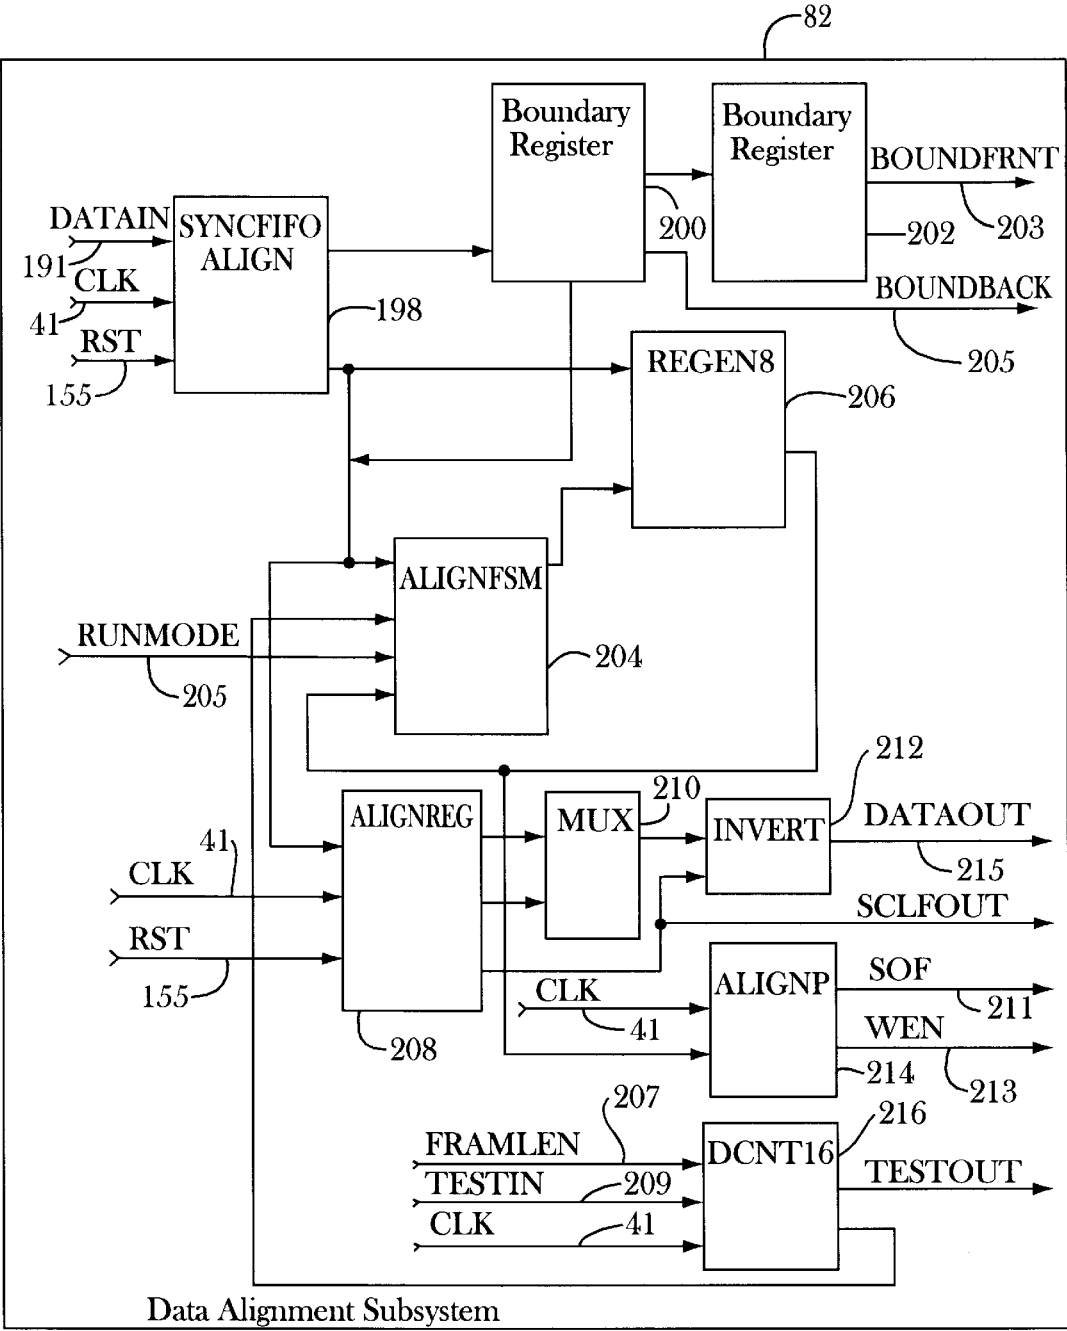 82
Boundary
Register
Boundary
Register
BOUNDFRNT
200
202
203
DATAIN
SYNCFIFO
ALIGN
191
CLK
41
198
BOUNDBACK
RST
155
205
REGEN8
206
ALIGNFSM
RUNMODE
204
205
212
210
ALIGNREG
MUX
INVERT
DATAOUT
41
CLK
215
SCLFOUT
RST
155
ALIGNP
SOF
CLK
211
41
WEN
208
214
213
207
216
FRAMLEN
DCNT16
TESTIN
209
TESTOUT
CLK
41
Data Alignment Subsystem